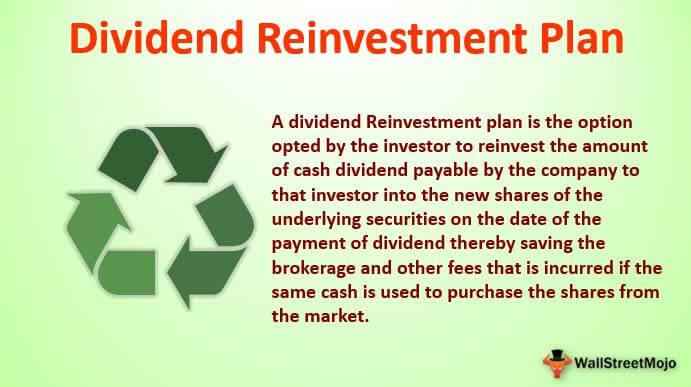 Dividend Reinvestment Plan
A dividend Reinvestment plan is the option
opted by the investor to reinvest the amount
of cash dividend payable by the company to
that investor into the new shares of the
underlying securities on the date of the
payment of dividend thereby saving the
brokerage and other fees that is incurred if the
same cash is used to purchase the shares from
the market.
WallStreetMojo